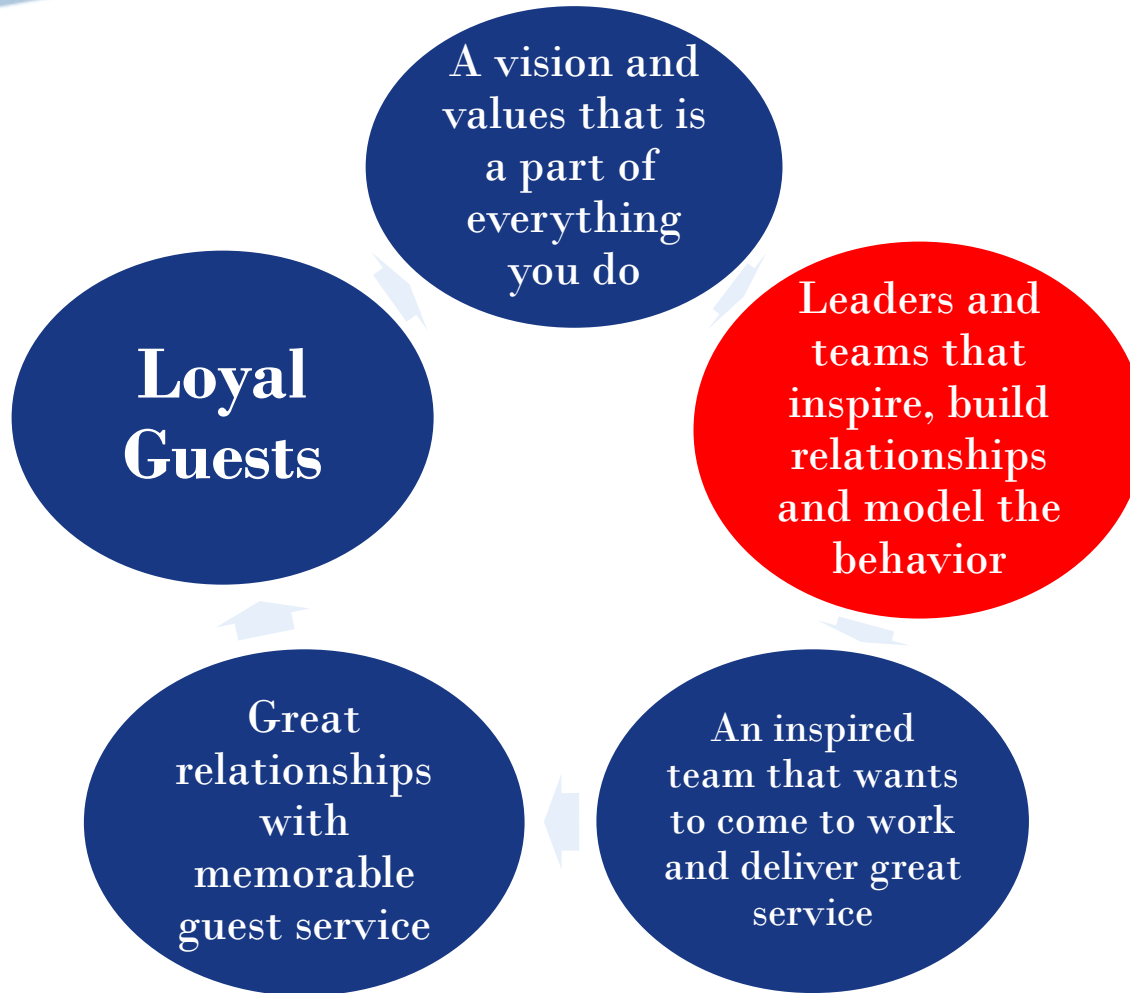 A vision and
values that is
a part of
everything
you do
Leaders and
teams that
inspire, build
relationships
and model the
behavior
An inspired
team that wants
to come to work
and deliver great
service
Great
relationships
with
memorable
guest service
Loyal
Guests